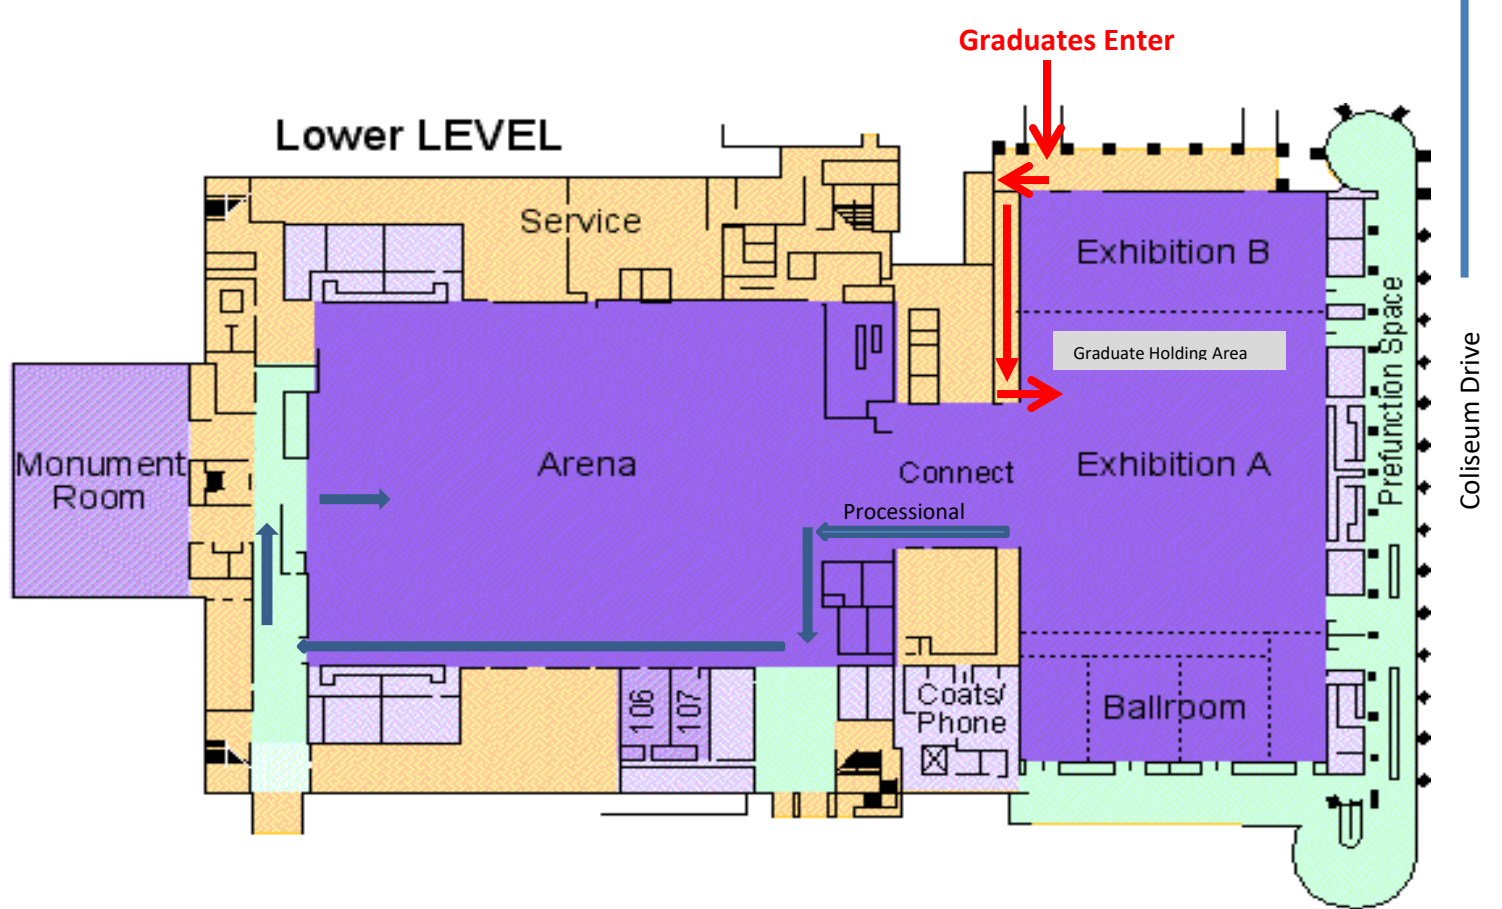 Graduates Enter
Lower LEVEL
Service
Exhibition B
Graduate Holding Area
Prefunction Space
Coliseum Drive
Monument
Room
Arena
Connect
Exhibition A
Processional
106
107
Coats/
Phone
Ballroom